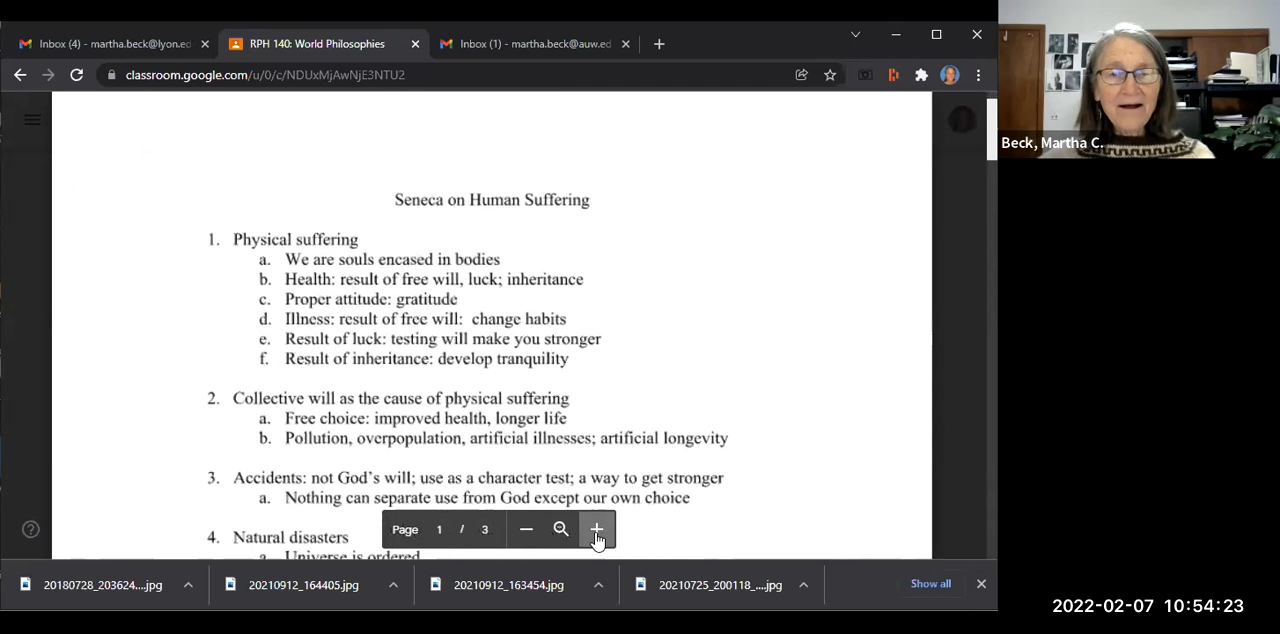 Inbox (4) - martha.beck@lyon.ed
RPH 140: World Philosophies
Inbox (1) - martha.beck@auw.ed
classroom.google.com/u/0/c/NDUxMjAwNjE3NTU2
Beck, Martha C.
Seneca on Human Suffering
1. Physical suffering
a. We are souls encased in bodies
b. Health: result of free will, luck; inheritance
c. Proper attitude: gratitude
d. Illness: result of free will: change habits
e. Result of luck: testing will make you stronger
f. Result of inheritance: develop tranquility
2. Collective will as the cause of physical suffering
a. Free choice: improved health, longer life
b. Pollution, overpopulation, artificial illnesses; artificial longevity
3. Accidents: not God's will; use as a character test; a way to get stronger
a. Nothing can separate use from God except our own choice
4. Natural disasters
a. Universe is ordered
Page 1 / 3
20180728_203624....jpg
20210912_164405.jpg
20210912_163454.jpg
20210725_200118_....jpg
Show all
2022-02-07 10:54:23